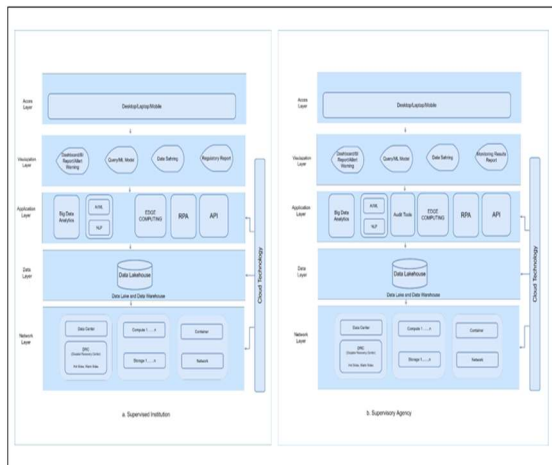 Access
Layer
Desktop/Laptop/Mobile
Visulization
Layer
Dashboard/BI
Report/Alert
Warning
Query/ML Model
Data Sahring
Regulatory Report
Application
Layer
Big Data
Analytics
AI/ML
NLP
EDGE
COMPUTING
RPA
API
Data
Layer
Data Lakehouse
Data Lake and Data Warehouse
Network
Layer
Data Center
DRC
(Disaster Recovery Center)
Compute 1.......n
Storage 1.......n
Container
Network
Cloud Technology
a. Supervised Institution
Layer
Desktop/Laptop/Mobile
Visulization
Layer
Dashboard/BI
Report/Alert
Warning
Query/ML Model
Data Sahring
Monitoring Results
Report
Application
Layer
Big Data
Analytics
AI/ML
NLP
Audit Tools
EDGE
COMPUTING
RPA
API
Data
Layer
Data Lakehouse
Data Lake and Data Warehouse
Network
Layer
Data Center
DRC
(Disaster Recovery Center)
Compute 1.......n
Storage 1.......n
Container
Network
Cloud Technology
b. Supervisory Agency